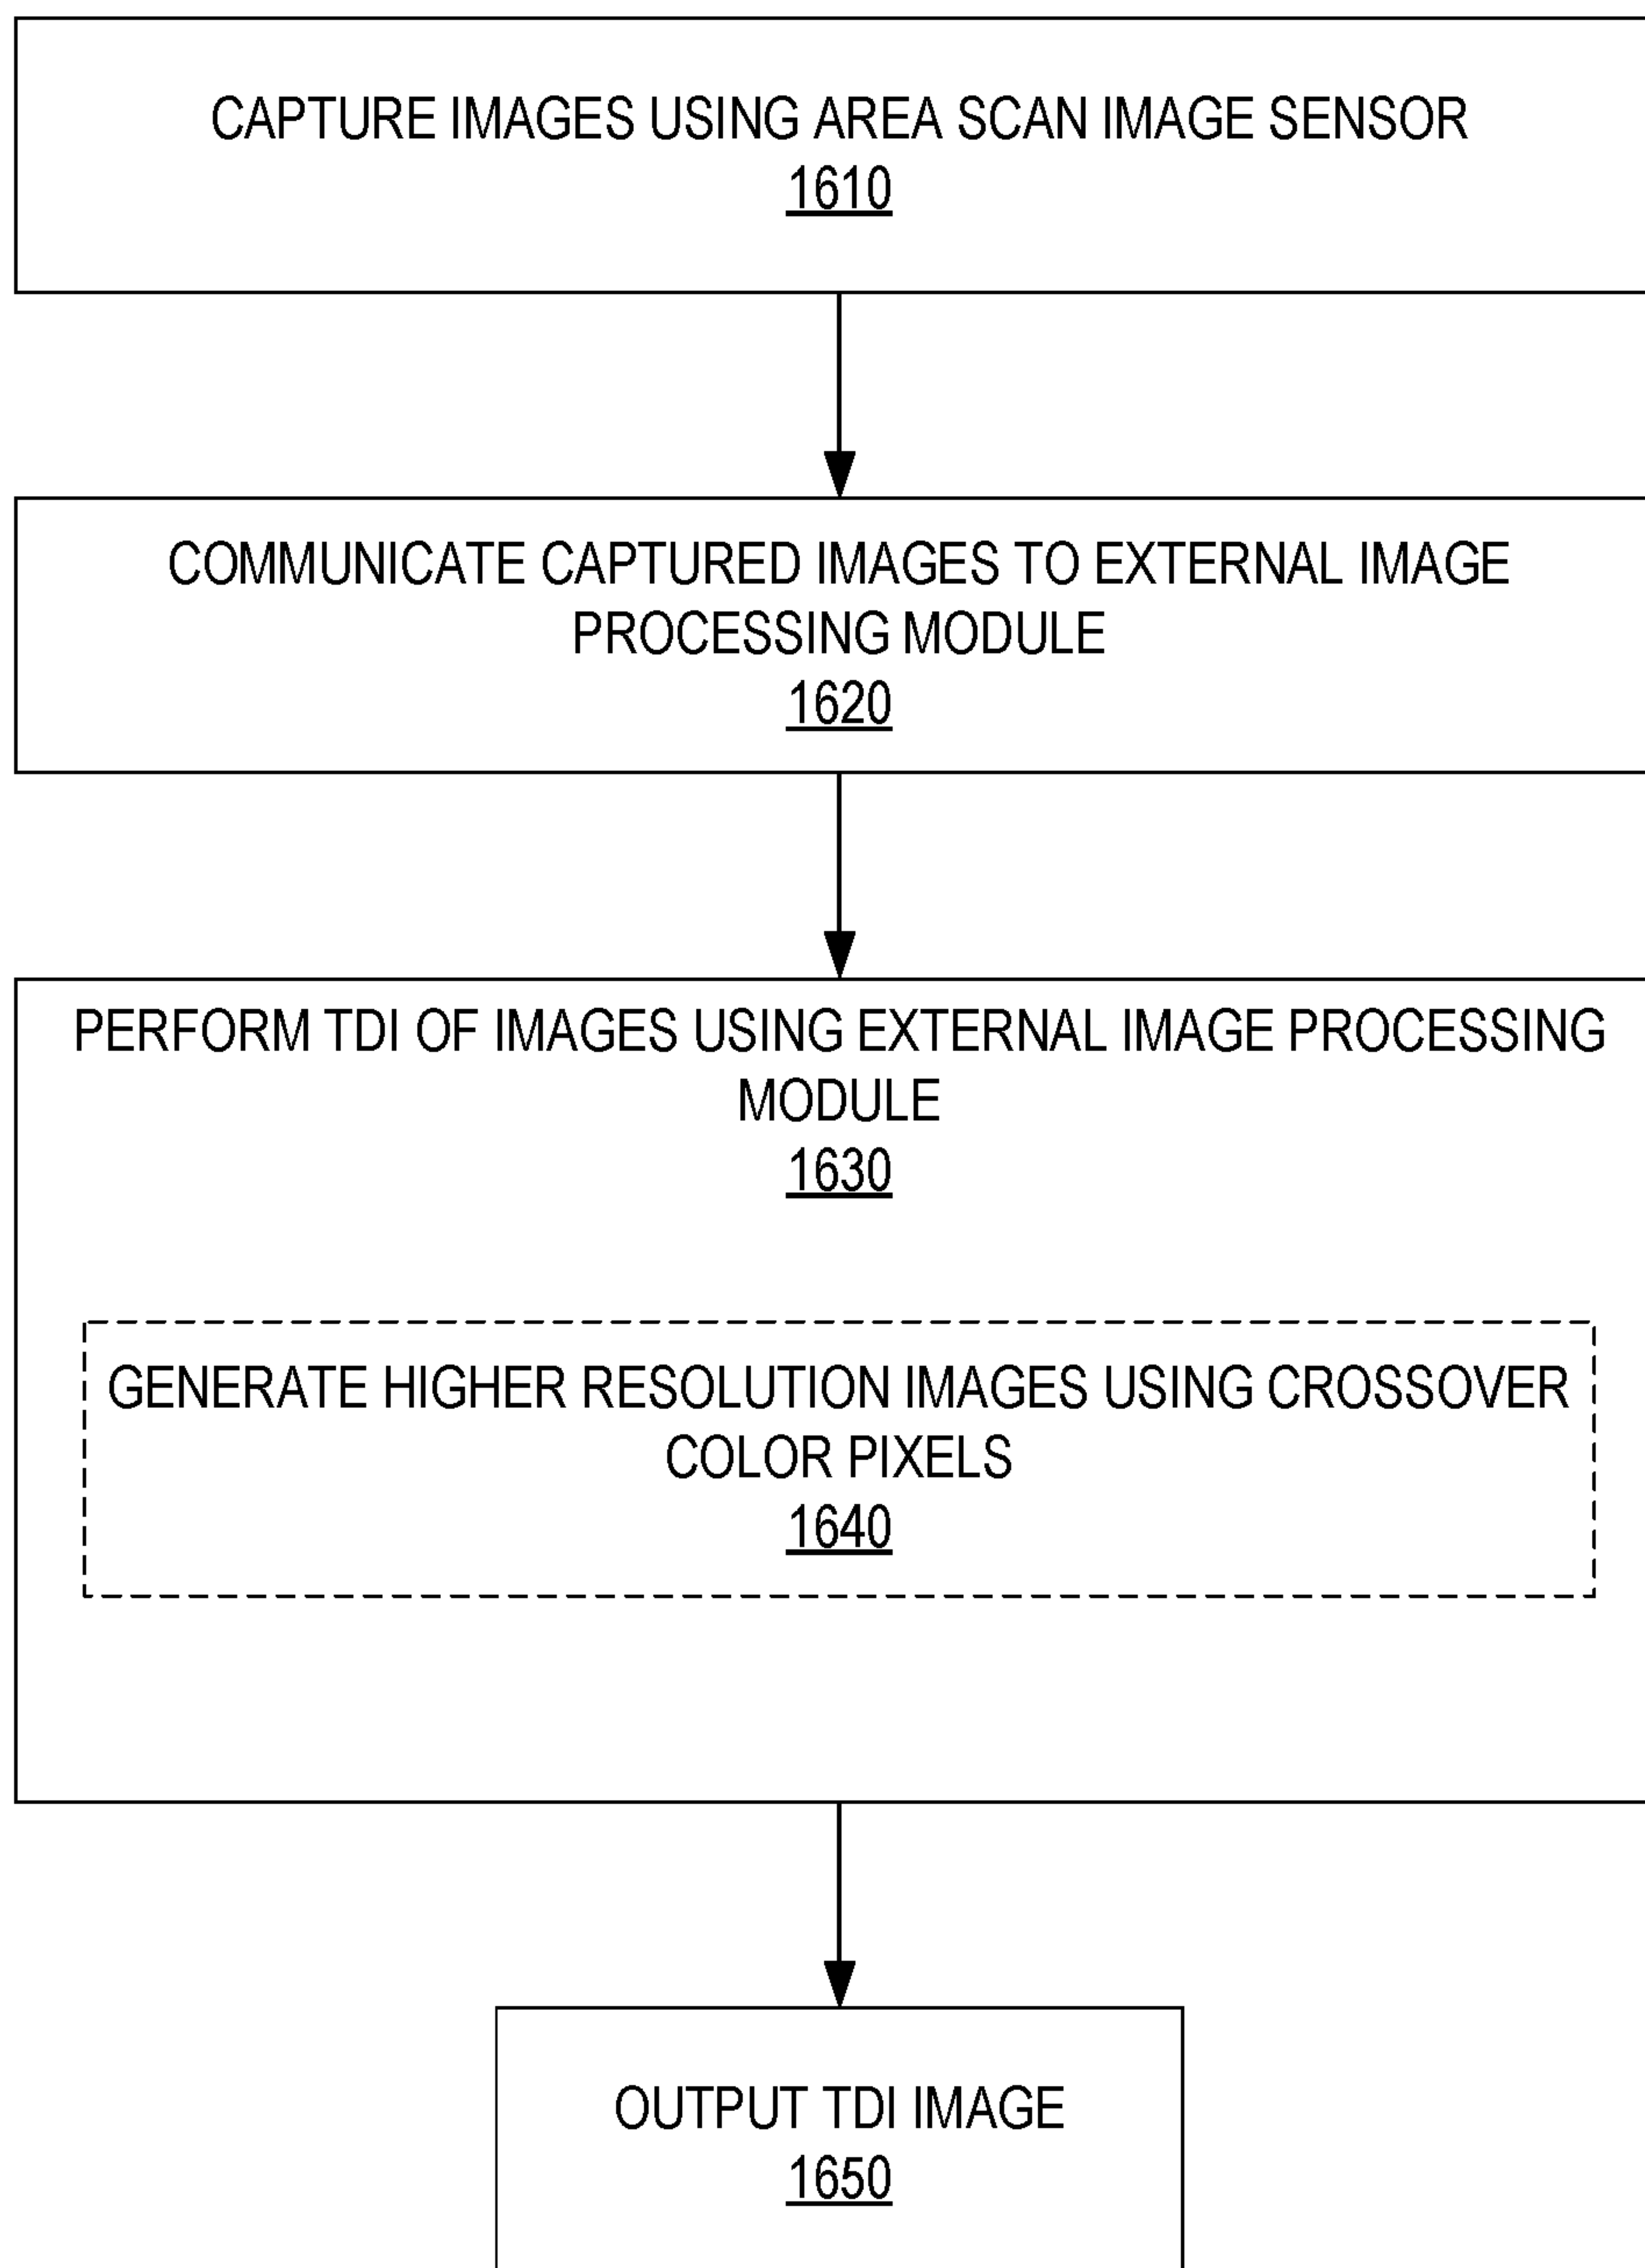 CAPTURE IMAGES USING AREA SCAN IMAGE SENSOR
1610
COMMUNICATE CAPTURED IMAGES TO EXTERNAL IMAGE
PROCESSING MODULE
1620
PERFORM TDI OF IMAGES USING EXTERNAL IMAGE PROCESSING
MODULE
1630
GENERATE HIGHER RESOLUTION IMAGES USING CROSSOVER
COLOR PIXELS
1640
OUTPUT TDI IMAGE
1650